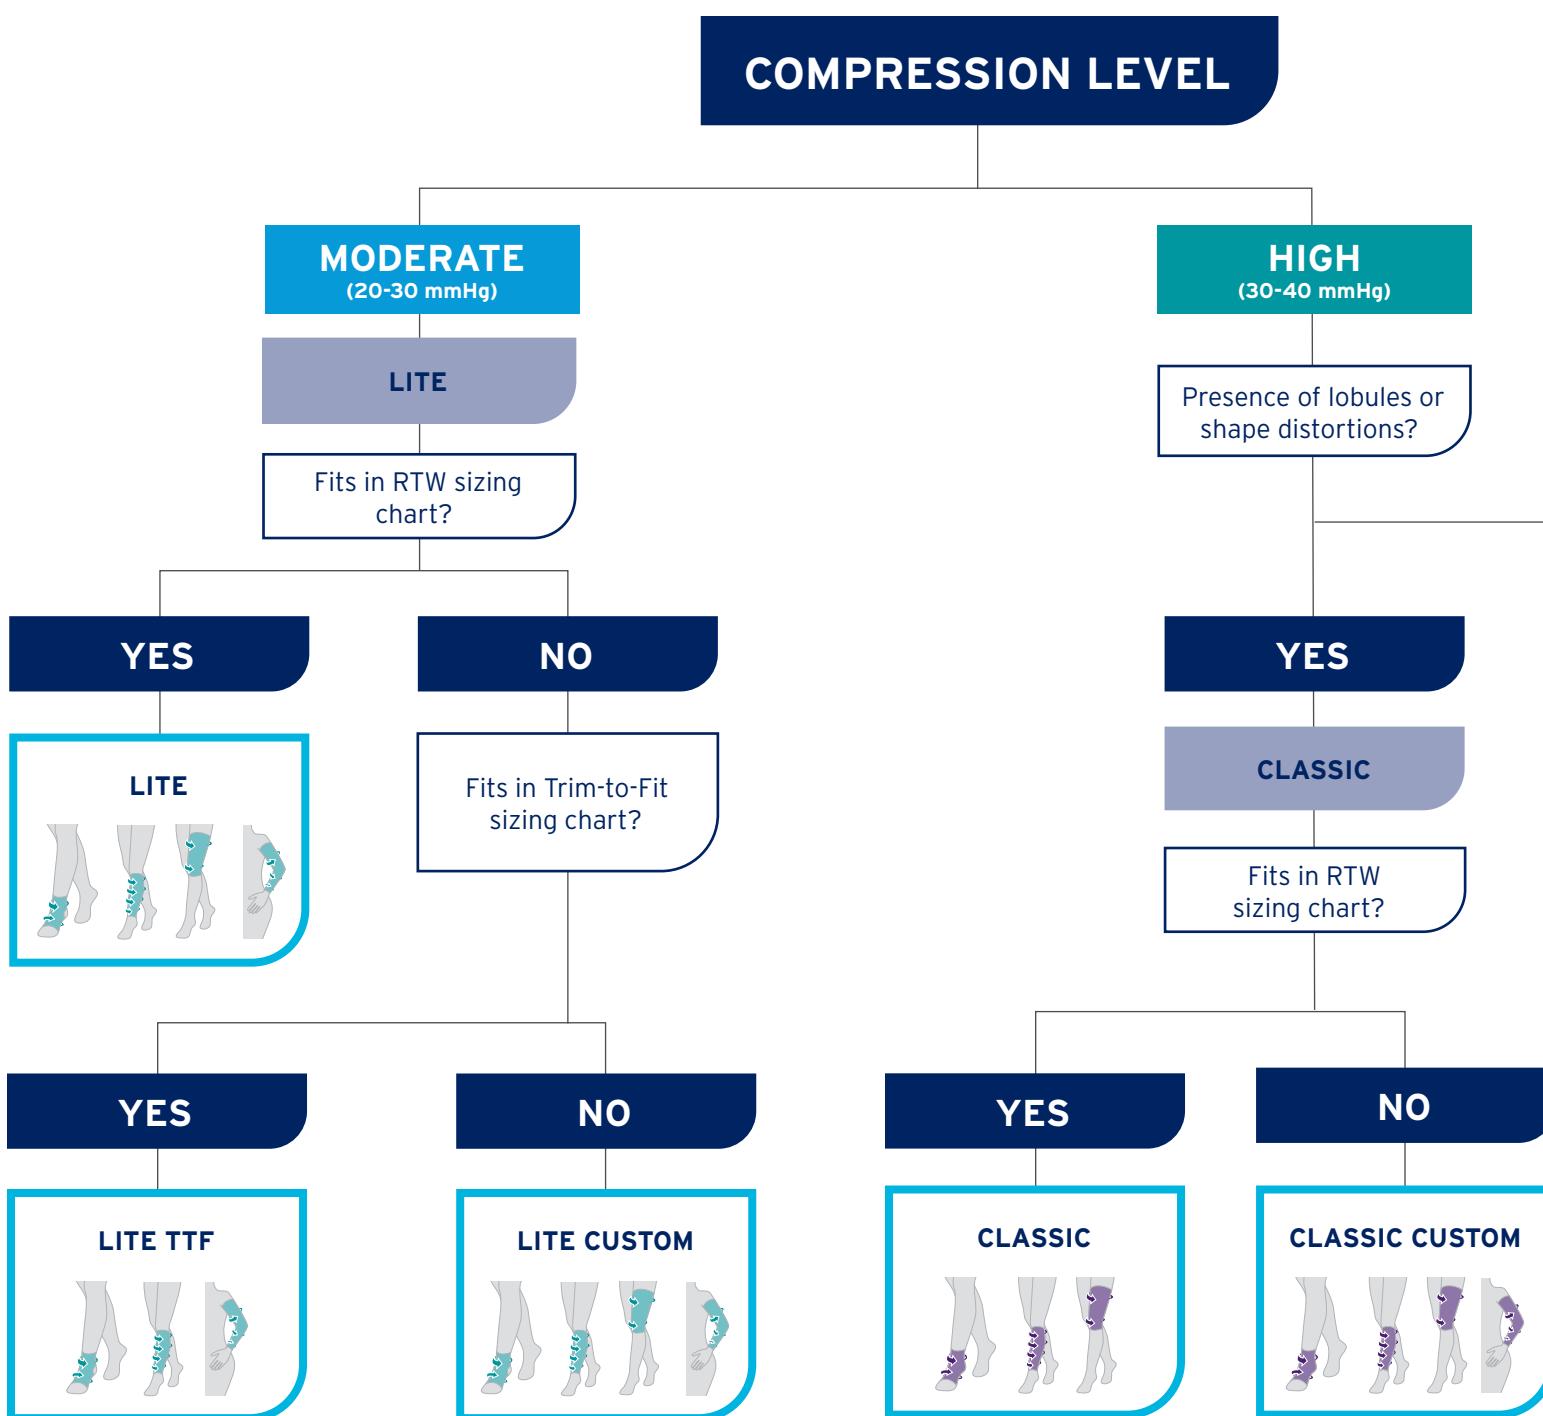 COMPRESSION LEVEL
MODERATE
(20-30 mmHg)
HIGH
(30-40 mmHg)
LITE
Presence of lobules or
shape distortions?
Fits in RTW sizing
chart?
YES
NO
YES
LITE
Fits in Trim-to-Fit
sizing chart?
CLASSIC
Fits in RTW
sizing chart?
YES
NO
YES
NO
LITE TTF
LITE CUSTOM
CLASSIC
CLASSIC CUSTOM